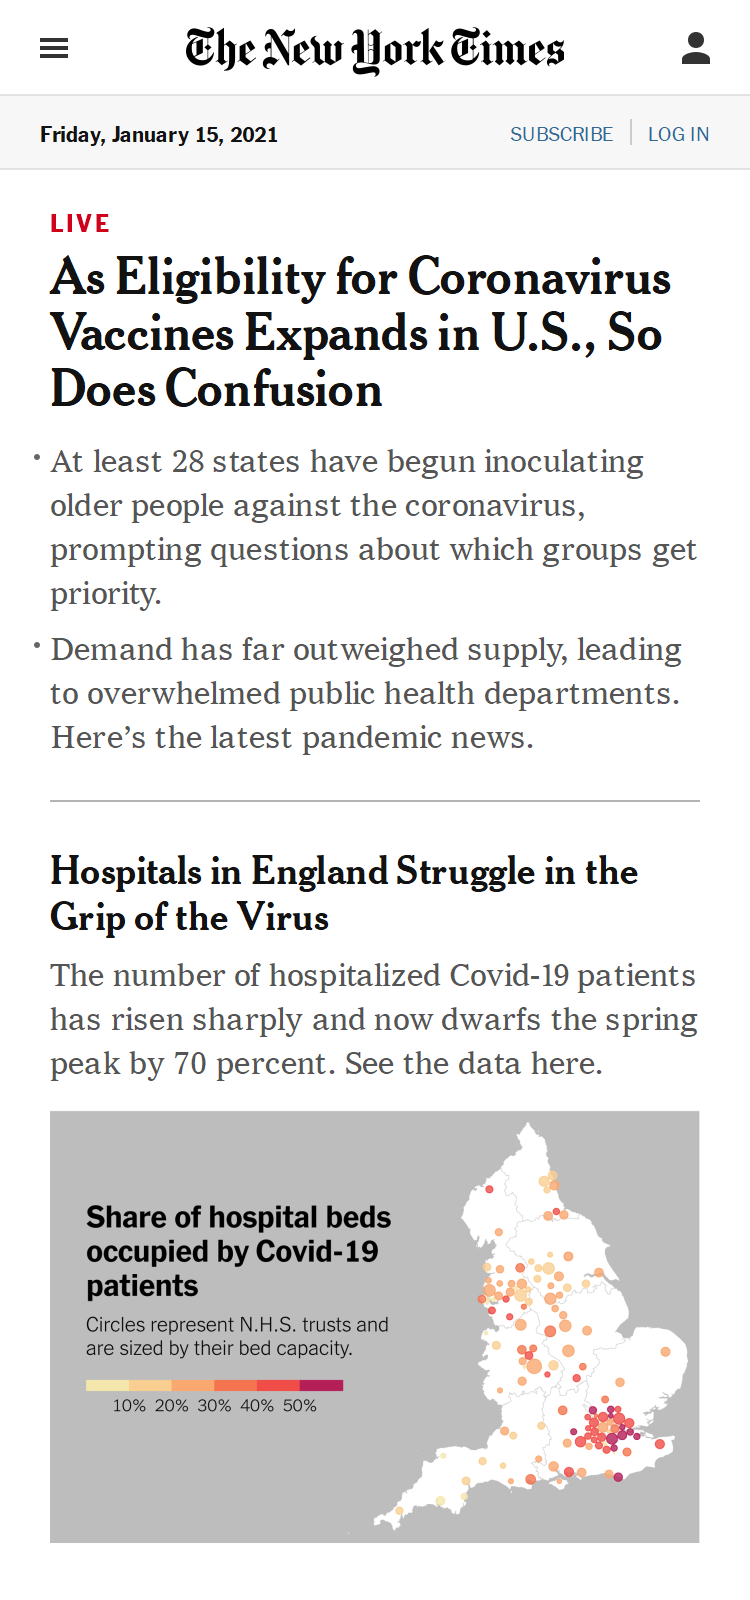 The New York Times
Friday, January 15, 2021
SUBSCRIBE
LOG IN
LIVE
As Eligibility for Coronavirus
Vaccines Expands in U.S., So
Does Confusion
• At least 28 states have begun inoculating
older people against the coronavirus,
prompting questions about which groups get
priority.
• Demand has far outweighed supply, leading
to overwhelmed public health departments.
Here’s the latest pandemic news.
Hospitals in England Struggle in the
Grip of the Virus
The number of hospitalized Covid-19 patients
has risen sharply and now dwarfs the spring
peak by 70 percent. See the data here.
Share of hospital beds
occupied by Covid-19
patients
Circles represent N.H.S. trusts and
are sized by their bed capacity.
10% 20% 30% 40% 50%